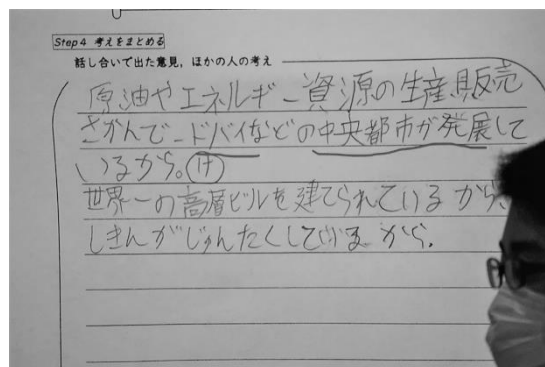 Step4 考えをまとめる
話し合いで出た意見，ほかの人の考え
原油やエネルギー資源の生産販売
さかんで、ドバイなどの中央都市が発展して
いるから。け
世界一の高層ビルを建てられているから、
しきんがじゅんたくしているから。